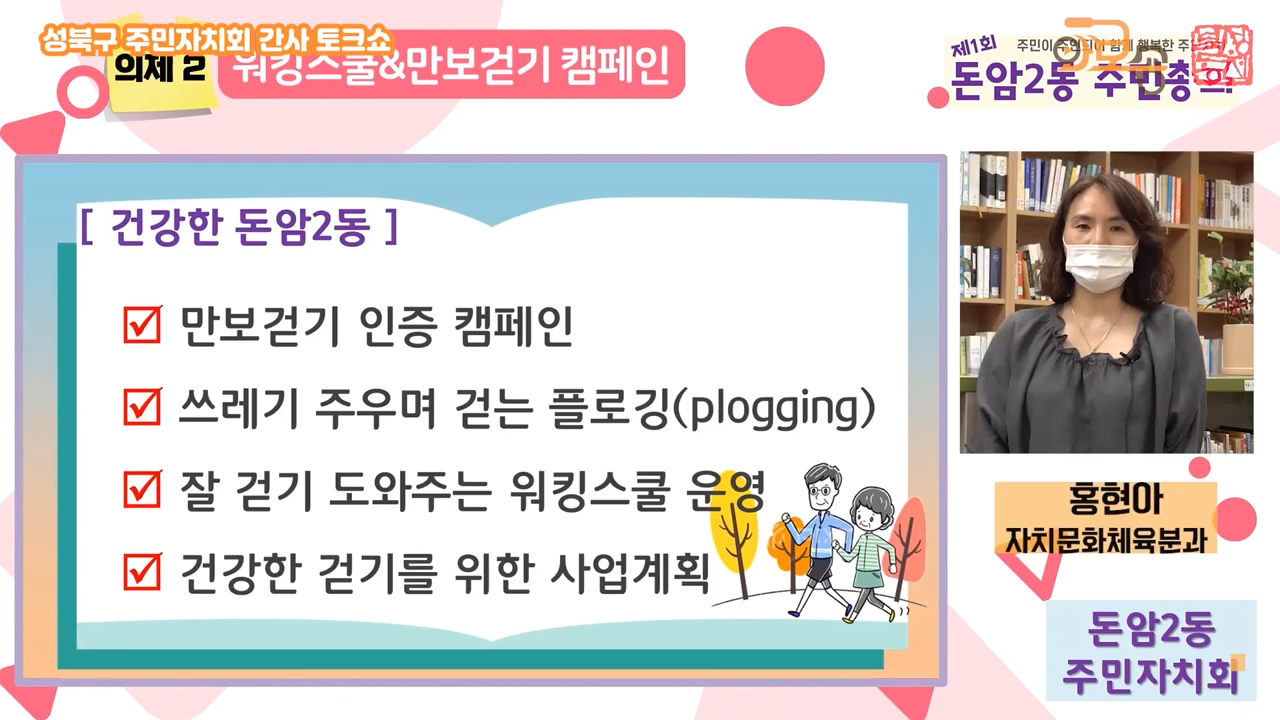 성북구 주민자치회 간사 토크쇼
의제 2
워킹스쿨&만보걷기 캠페인
제1회
돈암2동 주민총회
[ 건강한 돈암2동 ]
만보걷기 인증 캠페인
쓰레기 주우며 걷는 플로깅(plogging)
잘 걷기 도와주는 워킹스쿨 운영
건강한 걷기를 위한 사업계획
홍현아
자치문화체육분과
돈암2동
주민자치회